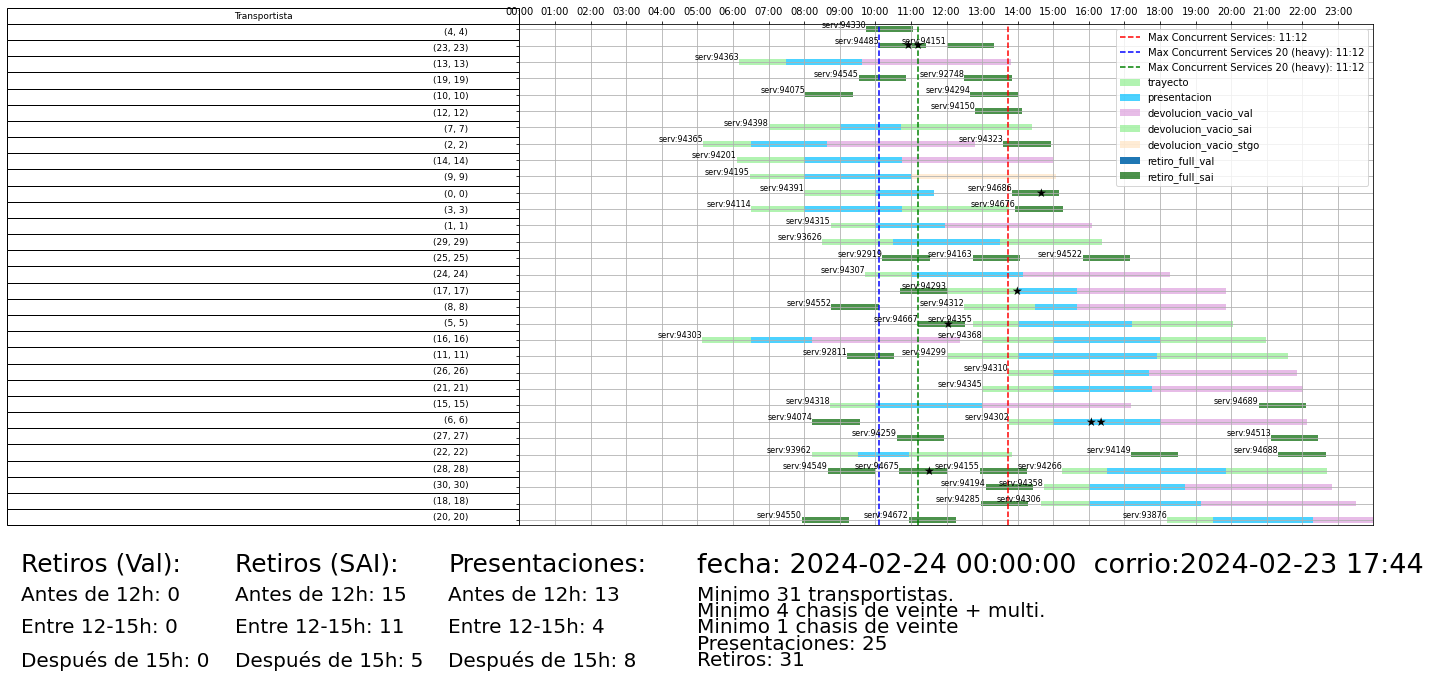 Transportista
00:00 01:00 02:00 03:00 04:00 05:00 06:00 07:00 08:00 09:00 10:00 11:00 12:00 13:00 14:00 15:00 16:00 17:00 18:00 19:00 20:00 21:00 22:00 23:00
(4, 4) serv:94330
(23, 23) serv:94485 serv:94151
(13, 13) serv:94363
(19, 19) serv:94545 serv:92748
(10, 10) serv:94075 serv:94294
(12, 12) serv:94150
(7, 7) serv:94398
(2, 2) serv:94365 serv:94323
(14, 14) serv:94201
(9, 9) serv:94195
(0, 0) serv:94391 serv:94686
(3, 3) serv:94114 serv:94676
(1, 1) serv:94315
(29, 29) serv:93626
(25, 25) serv:92919 serv:94163 serv:94522
(24, 24) serv:94307
(17, 17) serv:94293
(8, 8) serv:94552 serv:94312
(5, 5) serv:94667 serv:94355
(16, 16) serv:94303 serv:94368
(11, 11) serv:92811 serv:94299
(26, 26) serv:94310
(21, 21) serv:94345
(15, 15) serv:94318 serv:94689
(6, 6) serv:94074 serv:94302
(27, 27) serv:94259 serv:94513
(22, 22) serv:93962 serv:94149 serv:94688
(28, 28) serv:94549 serv:94675 serv:94155 serv:94266
(30, 30) serv:94194 serv:94358
(18, 18) serv:94285 serv:94306
(20, 20) serv:94550 serv:94672 serv:93876
Max Concurrent Services: 11:12
Max Concurrent Services 20 (heavy): 11:12
Max Concurrent Services 20 (heavy): 11:12
trayecto
presentacion
devolucion_vacio_val
devolucion_vacio_sai
devolucion_vacio_stgo
retiro_full_val
retiro_full_sai
Retiros (Val):
Antes de 12h: 0
Entre 12-15h: 0
Después de 15h: 0
Retiros (SAI):
Antes de 12h: 15
Entre 12-15h: 11
Después de 15h: 5
Presentaciones:
Antes de 12h: 13
Entre 12-15h: 4
Después de 15h: 8
fecha: 2024-02-24 00:00:00 corrio:2024-02-23 17:44
Minimo 31 transportistas.
Minimo 4 chasis de veinte + multi.
Minimo 1 chasis de veinte
Presentaciones: 25
Retiros: 31